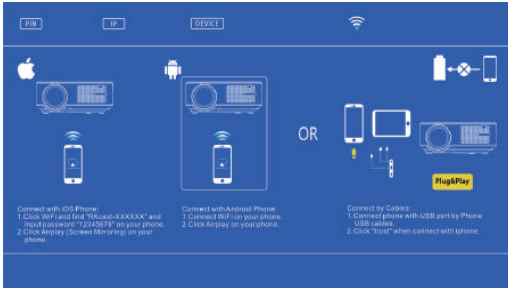 PIN
IP
DEVICE
OR
Plug&Play
Connect with IOS Phone:
1.Click WiFi and find "RKcast-XXXXXX" and
input password "12345678" on your phone.
2.Click Airplay (Screen Mirroring) on your
phone.
Connect with Android Phone:
1.Connect WiFi on your phone.
2.Click Airplay on your phone.
Connect by Cables:
1.Connect phone with USB port by Phone
USB cables.
2.Click "trust" when connect with iphone.